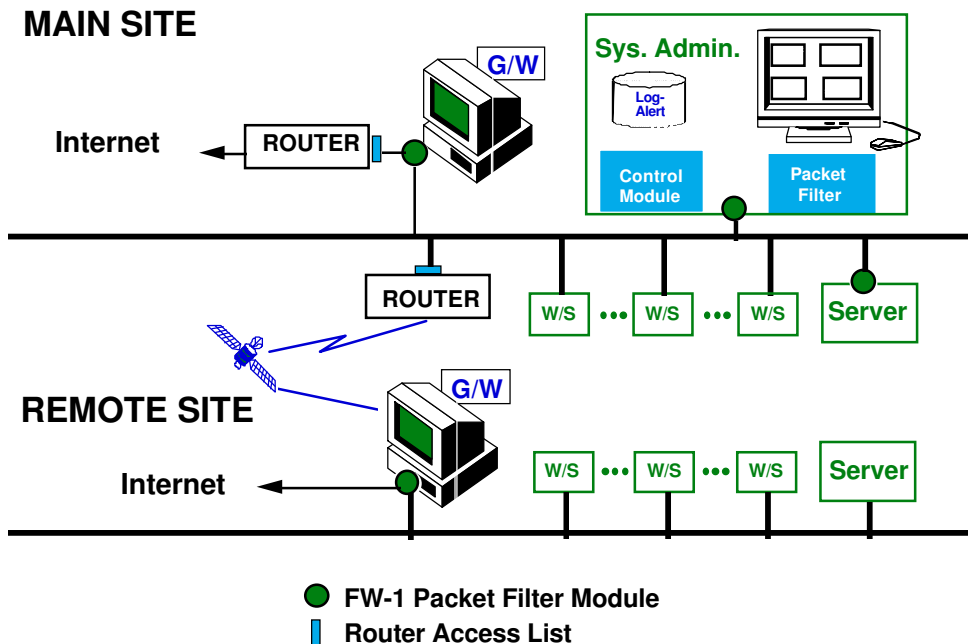 MAIN SITE
G/W
Sys. Admin.
Log-
Alert
Internet
ROUTER
Control
Module
Packet
Filter
ROUTER
W/S
W/S
W/S
Server
REMOTE SITE
G/W
Internet
W/S
W/S
W/S
Server
FW-1 Packet Filter Module
Router Access List